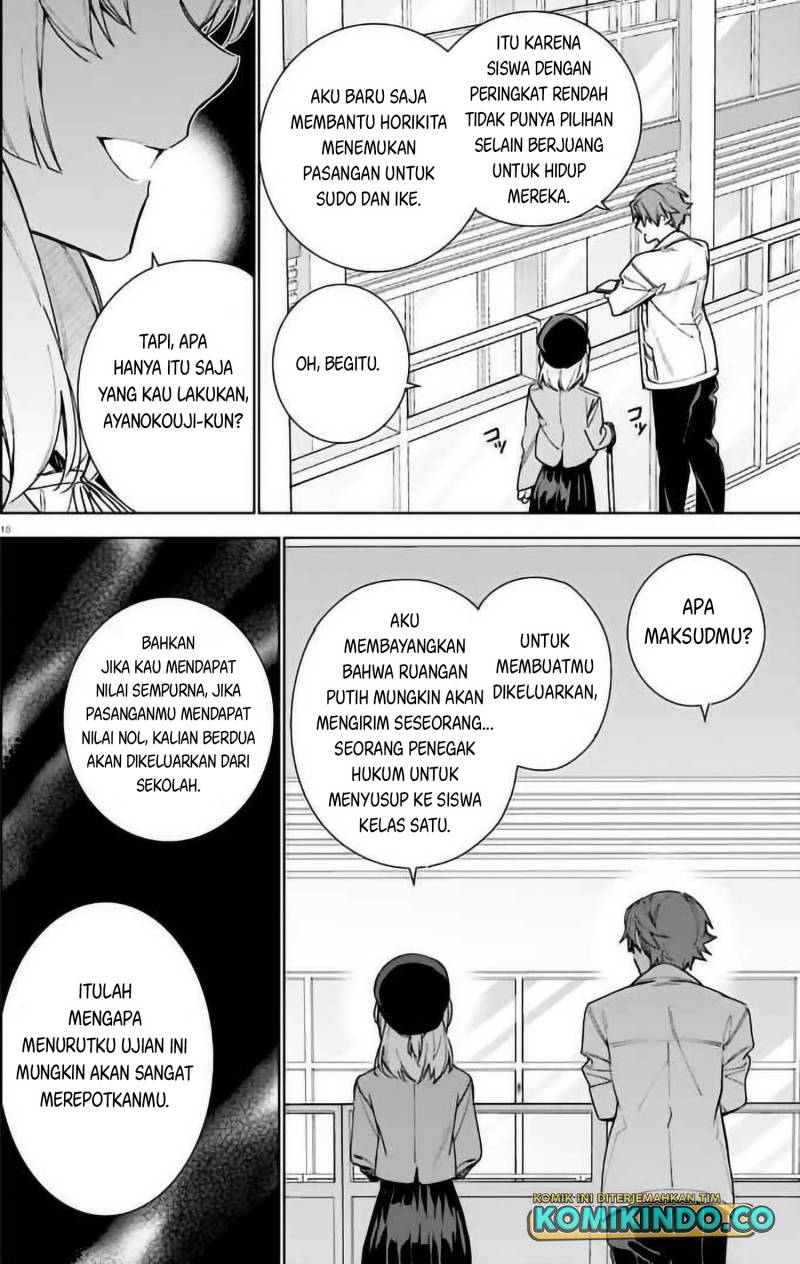 ITU KARENA
SISWA DENGAN
PERINGKAT RENDAH
TIDAK PUNYA PILIHAN
SELAIN BERJUANG
UNTUK HIDUP
MEREKA.
AKU BARU SAJA
MEMBANTU HORIKITA
MENEMUKAN
PASANGAN UNTUK
SUDO DAN IKE.
OH, BEGITU.
コツ
コツ
TAPI, APA
HANYA ITU SAJA
YANG KAU LAKUKAN,
AYANOKOUJI-KUN?
APA
MAKSUDMU?
UNTUK
MEMBUATMU
DIKELUARKAN,
AKU
MEMBAYANGKAN
BAHWA RUANGAN
PUTIH MUNGKIN AKAN
MENGIRIM SESEORANG...
SEORANG PENEGAK
HUKUM UNTUK
MENYUSUP KE SISWA
KELAS SATU.
BAHKAN
JIKA KAU MENDAPAT
NILAI SEMPURNA, JIKA
PASANGANMU MENDAPAT
NILAI NOL, KALIAN BERDUA
AKAN DIKELUARKAN DARI
SEKOLAH.
ITULAH
MENGAPA
MENURUTKU UJIAN INI
MUNGKIN AKAN SANGAT
MEREPOTKANMU.
KOMIK INI DITERJEMAHKAN TIM
KOMIKINDO.CO